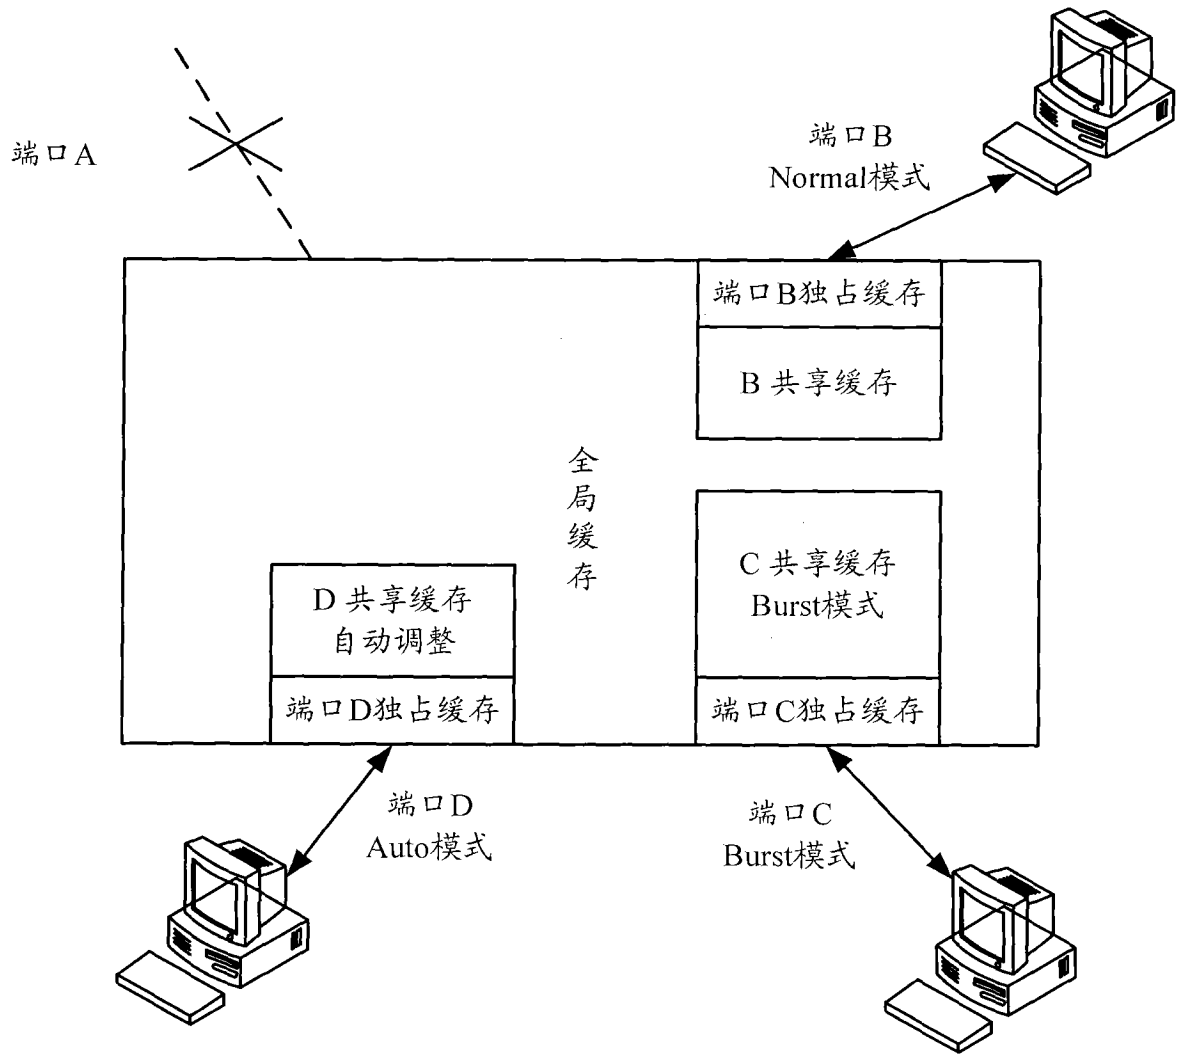 端口A
端口B
Normal模式
端口B独占缓存
B 共享缓存
全
局
缓
存
C 共享缓存
Burst模式
端口C独占缓存
D 共享缓存
自动调整
端口D独占缓存
端口D
Auto模式
端口C
Burst模式